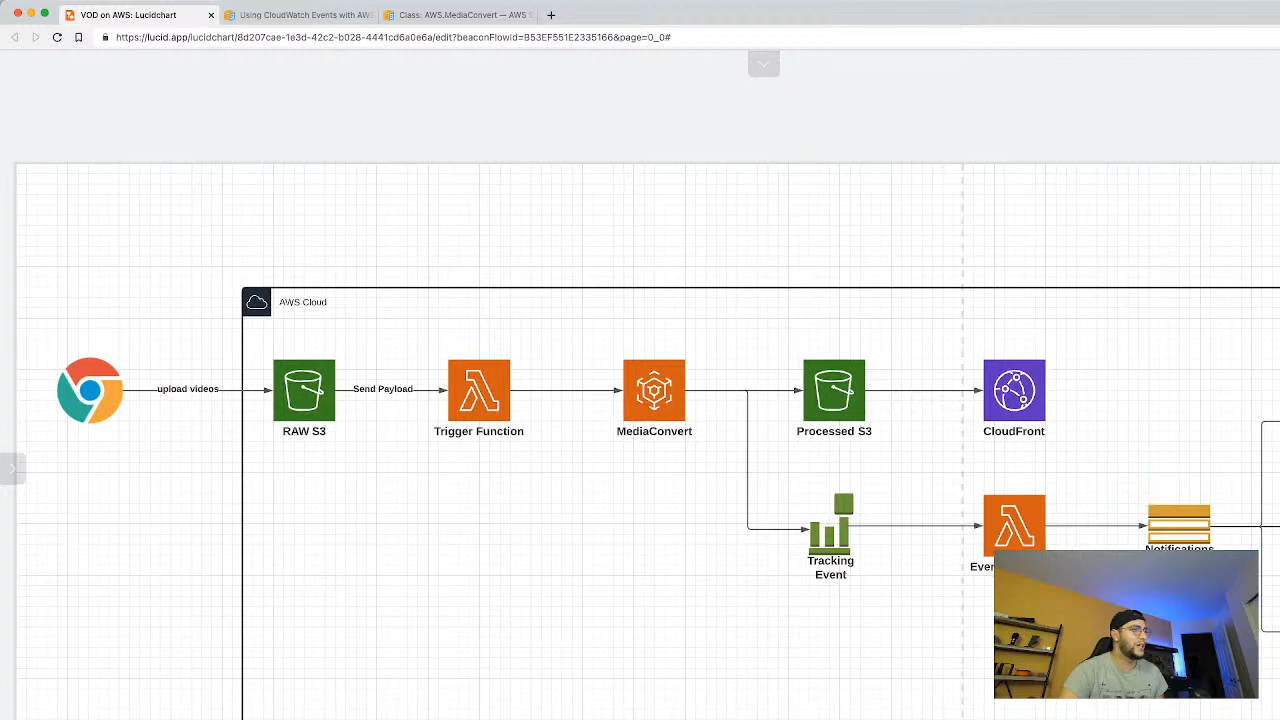 VOD on AWS: Lucidchart
Using CloudWatch Events with AWS
Class: AWS.MediaConvert — AWS S
https://lucid.app/lucidchart/8d207cae-1e3d-42c2-b028-4441cd6a0e6a/edit?beaconFlowId=B53EF551E2335166&page=0_0#
AWS Cloud
upload videos
Send Payload
RAW S3
Trigger Function
MediaConvert
Processed S3
CloudFront
Tracking
Event
Notifications